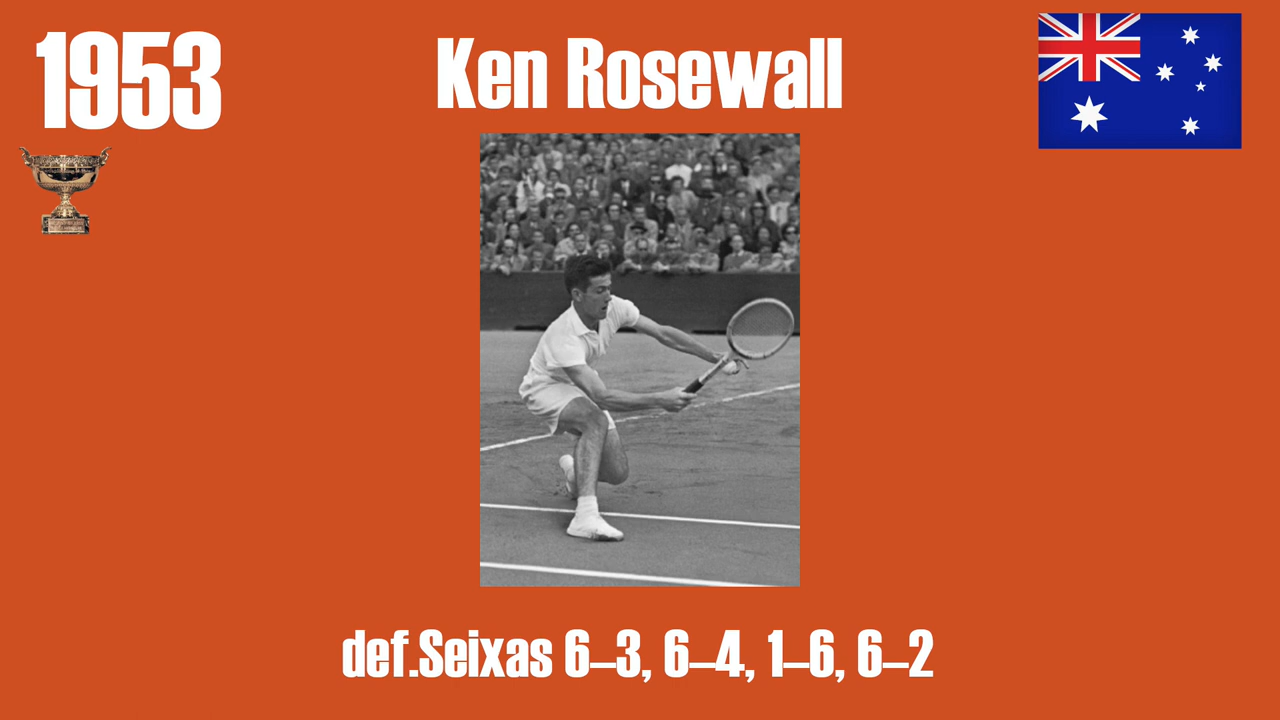 1953
Ken Rosewall
def.Seixas 6–3, 6–4, 1–6, 6–2